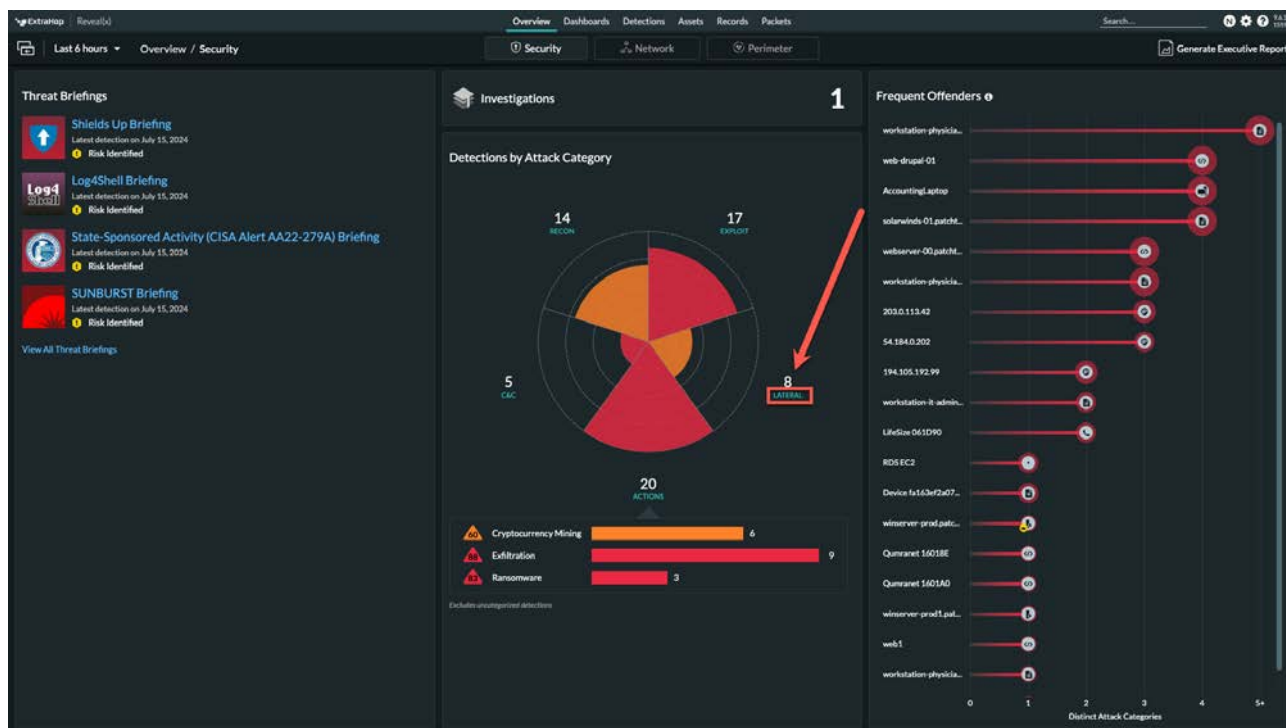 ExtraHop Reveal(x) Overview Dashboards Detections Assets Records Packets Search...
Last 6 hours Overview / Security Security Network Perimeter Generate Executive Report
Threat Briefings
Shields Up Briefing
Latest detection on July 15, 2024
Risk Identified
Log4 Shell
Log4Shell Briefing
Latest detection on July 15, 2024
Risk Identified
State-Sponsored Activity (CISA Alert AA22-279A) Briefing
Latest detection on July 15, 2024
Risk Identified
SUNBURST Briefing
Latest detection on July 15, 2024
Risk Identified
View All Threat Briefings
Investigations 1
Detections by Attack Category
14 17
RECON EXPLOIT
5 8
C&C LATERAL
20
ACTIONS
60 Cryptocurrency Mining 6
Exfiltration 9
Ransomware 3
Excludes uncategorized detections
Frequent Offenders
workstation-physicia...
web-drupal-01
AccountingLaptop
solarwinds-01.patcht...
webserver-00.patcht...
workstation-physicia...
203.0.113.42
54.184.0.202
194.105.192.99
workstation-it-admin...
LifeSize 061D90
RDS EC2
Device fa163ef2a07...
winserver-prod.patc...
Qumranet 16018E
Qumranet 1601A0
winserver-prod1.pat...
web1
workstation-physicia...
0 1 2 3 4 5+
Distinct Attack Categories